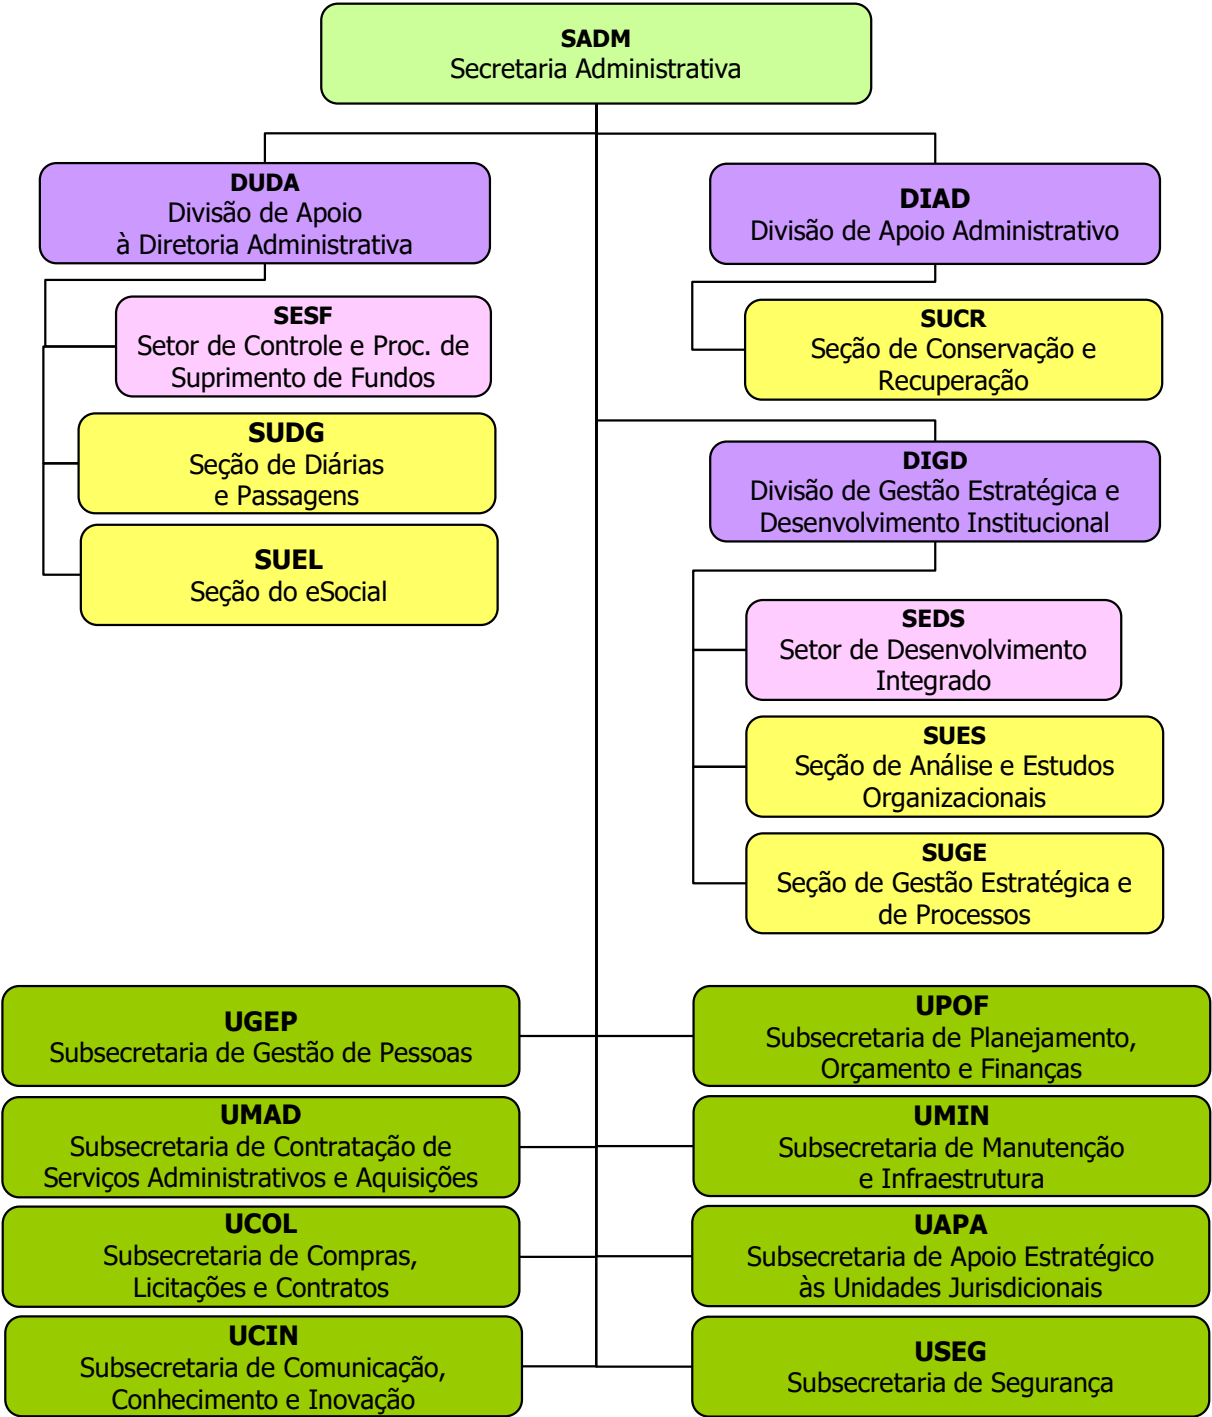 SADM
Secretaria Administrativa
DUDA
Divisão de Apoio
à Diretoria Administrativa
SESF
Setor de Controle e Proc. de
Suprimento de Fundos
SUDG
Seção de Diárias
e Passagens
SUEL
Seção do eSocial
DIAD
Divisão de Apoio Administrativo
SUCR
Seção de Conservação e
Recuperação
DIGD
Divisão de Gestão Estratégica e
Desenvolvimento Institucional
SEDS
Setor de Desenvolvimento
Integrado
SUES
Seção de Análise e Estudos
Organizacionais
SUGE
Seção de Gestão Estratégica e
de Processos
UGEP
Subsecretaria de Gestão de Pessoas
UPOF
Subsecretaria de Planejamento,
Orçamento e Finanças
UMAD
Subsecretaria de Contratação de
Serviços Administrativos e Aquisições
UMIN
Subsecretaria de Manutenção
e Infraestrutura
UCOL
Subsecretaria de Compras,
Licitações e Contratos
UAPA
Subsecretaria de Apoio Estratégico
às Unidades Jurisdicionais
UCIN
Subsecretaria de Comunicação,
Conhecimento e Inovação
USEG
Subsecretaria de Segurança